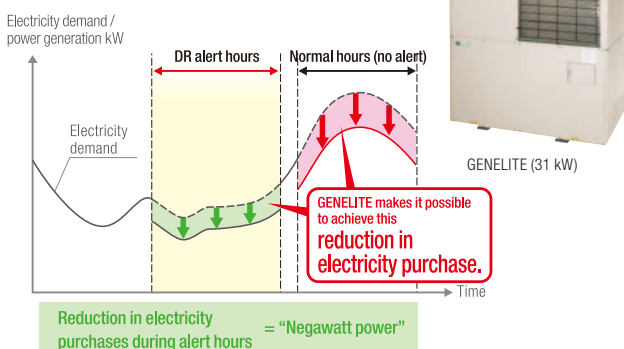 Electricity demand /
power generation kW
DR alert hours
Normal hours (no alert)
Electricity
demand
GENELITE (31 kW)
GENELITE makes it possible
to achieve this
reduction in
electricity purchase.
Time
Reduction in electricity
purchases during alert hours
= “Negawatt power”